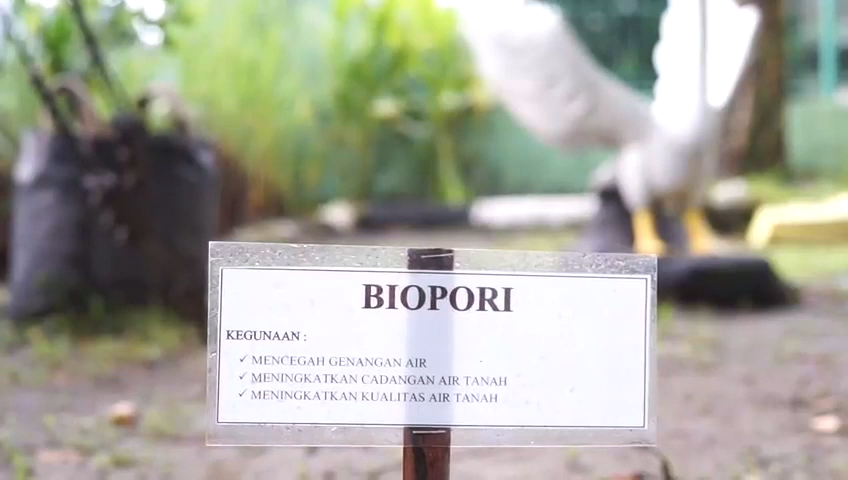 BIOPORI
KEGUNAAN :
✓ MENCEGAH GENANGAN AIR
✓ MENINGKATKAN CADANGAN AIR TANAH
✓ MENINGKATKAN KUALITAS AIR TANAH